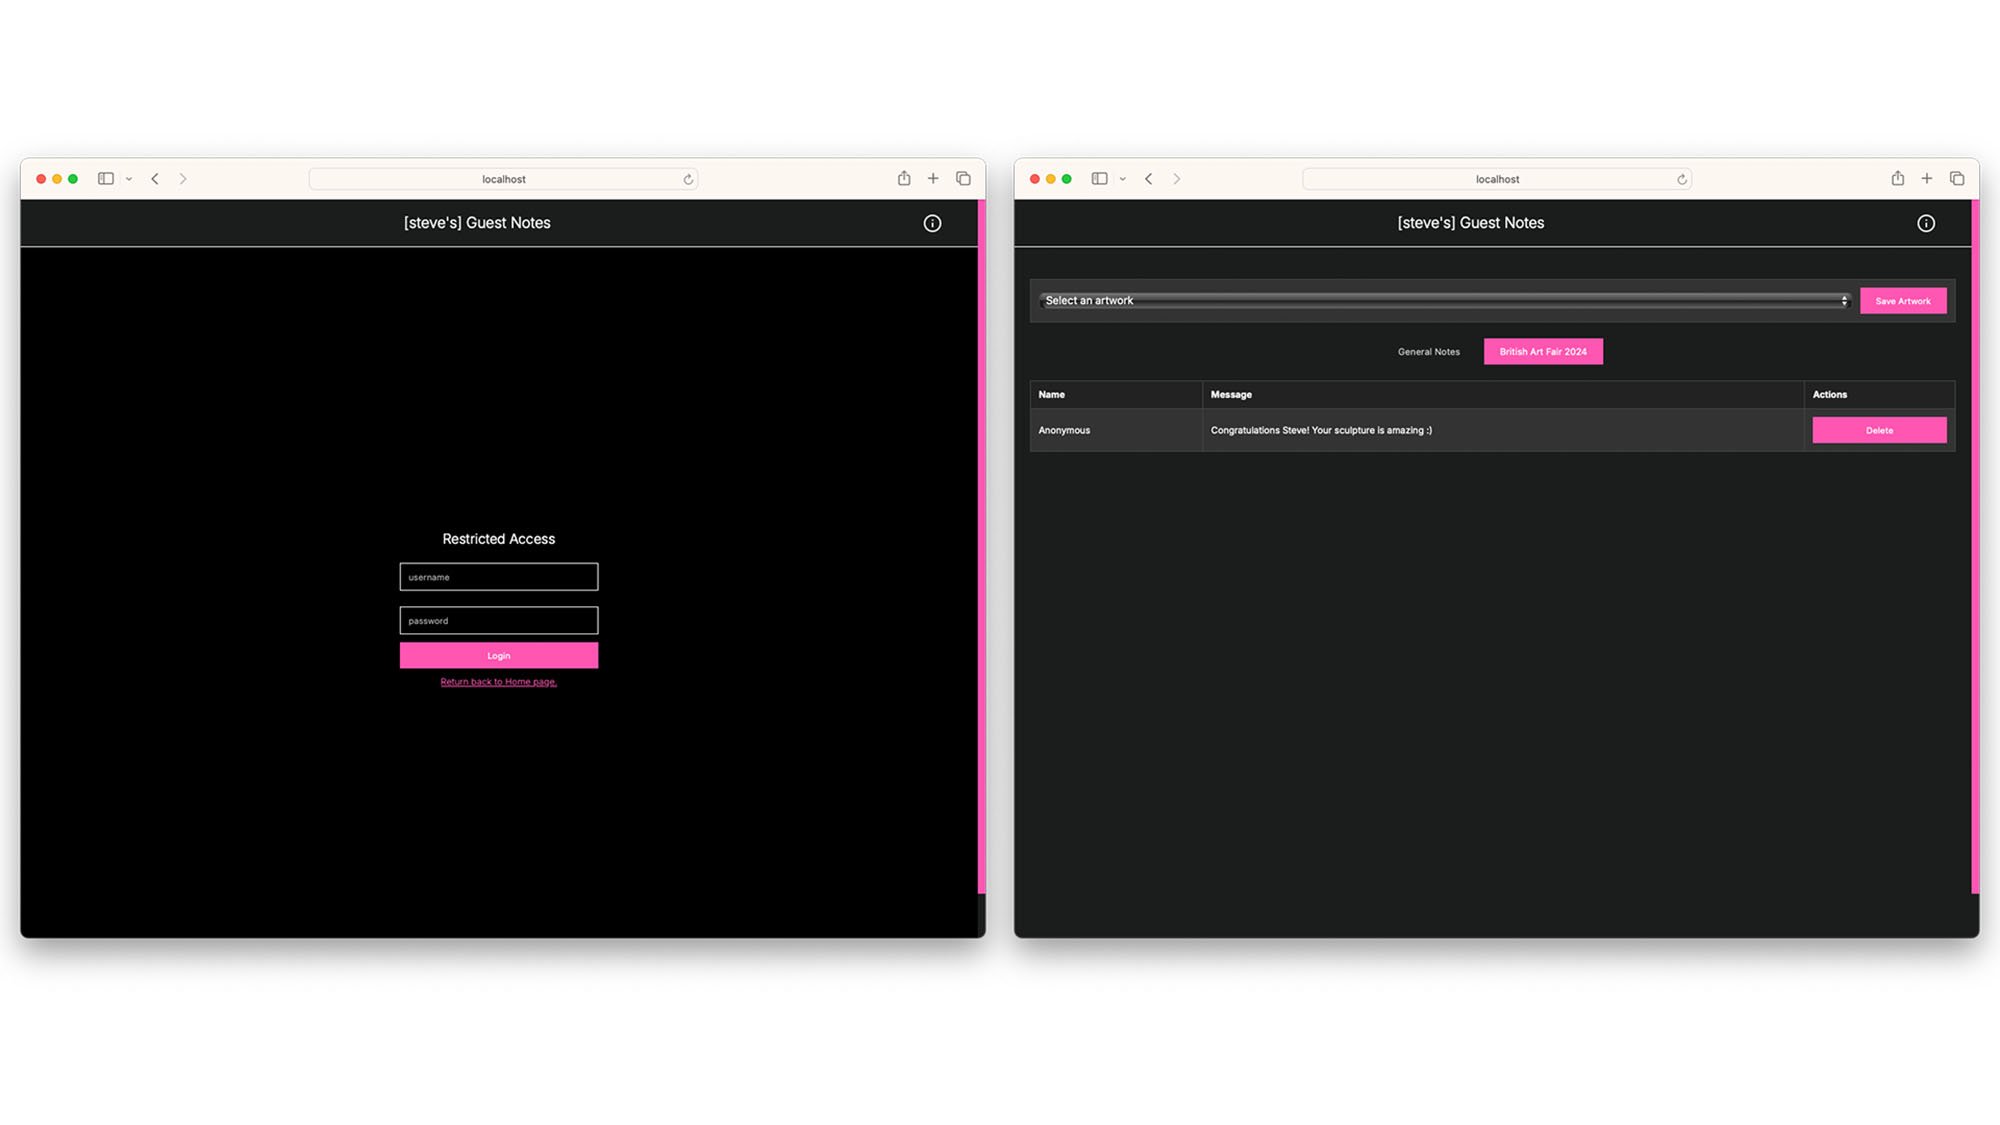 localhost
[steve's] Guest Notes
Restricted Access
username
password
Login
Return back to Home page.
localhost
[steve's] Guest Notes
Select an artwork
Save Artwork
General Notes
British Art Fair 2024
Name Message Actions
Anonymous Congratulations Steve! Your sculpture is amazing :) Delete